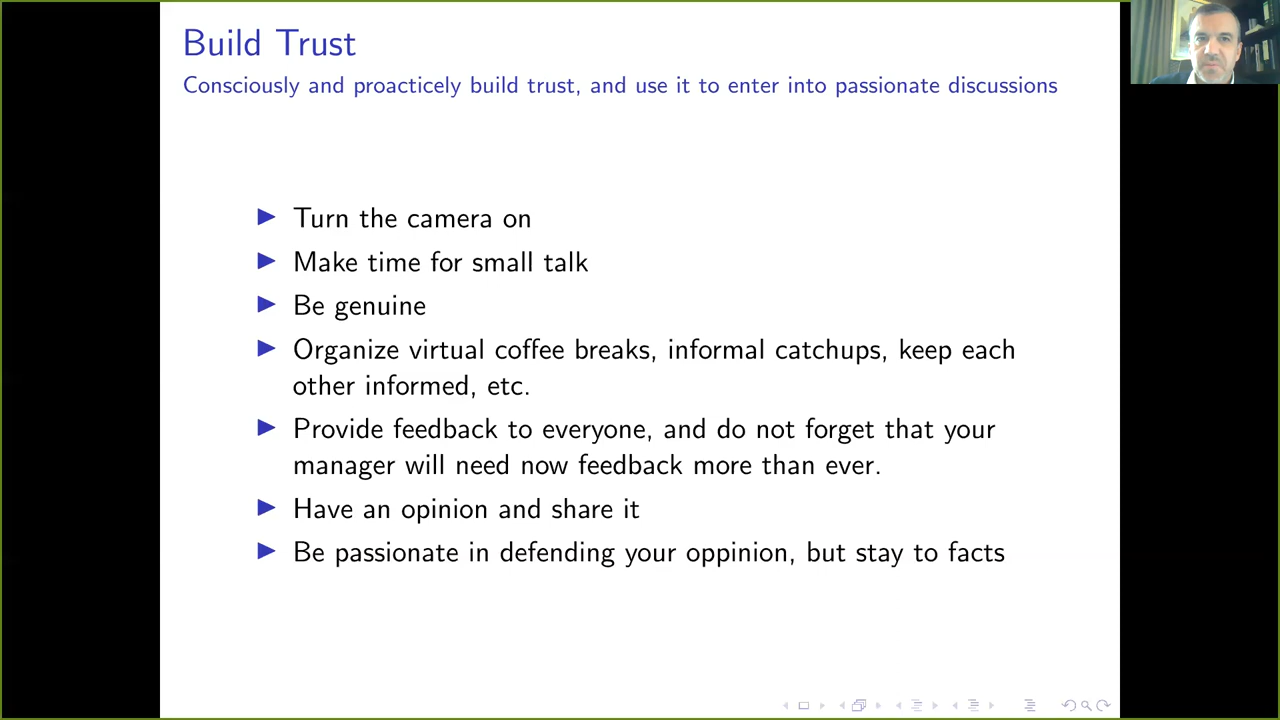 Build Trust
Consciously and proacticely build trust, and use it to enter into passionate discussions
Turn the camera on
Make time for small talk
Be genuine
Organize virtual coffee breaks, informal catchups, keep each
other informed, etc.
Provide feedback to everyone, and do not forget that your
manager will need now feedback more than ever.
Have an opinion and share it
Be passionate in defending your oppinion, but stay to facts